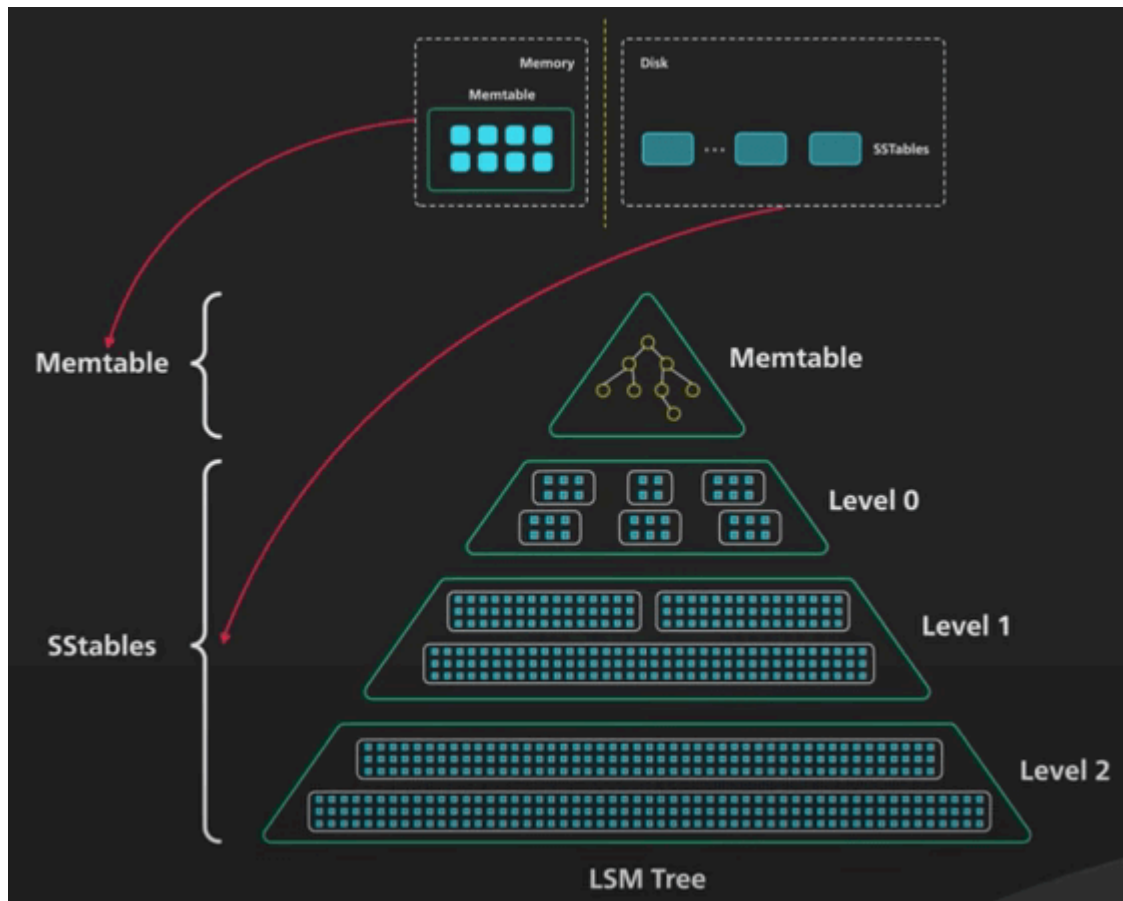 Memory
Disk
Memtable
...
SSTables
Memtable
Memtable
Level 0
Level 1
SStables
Level 2
LSM Tree